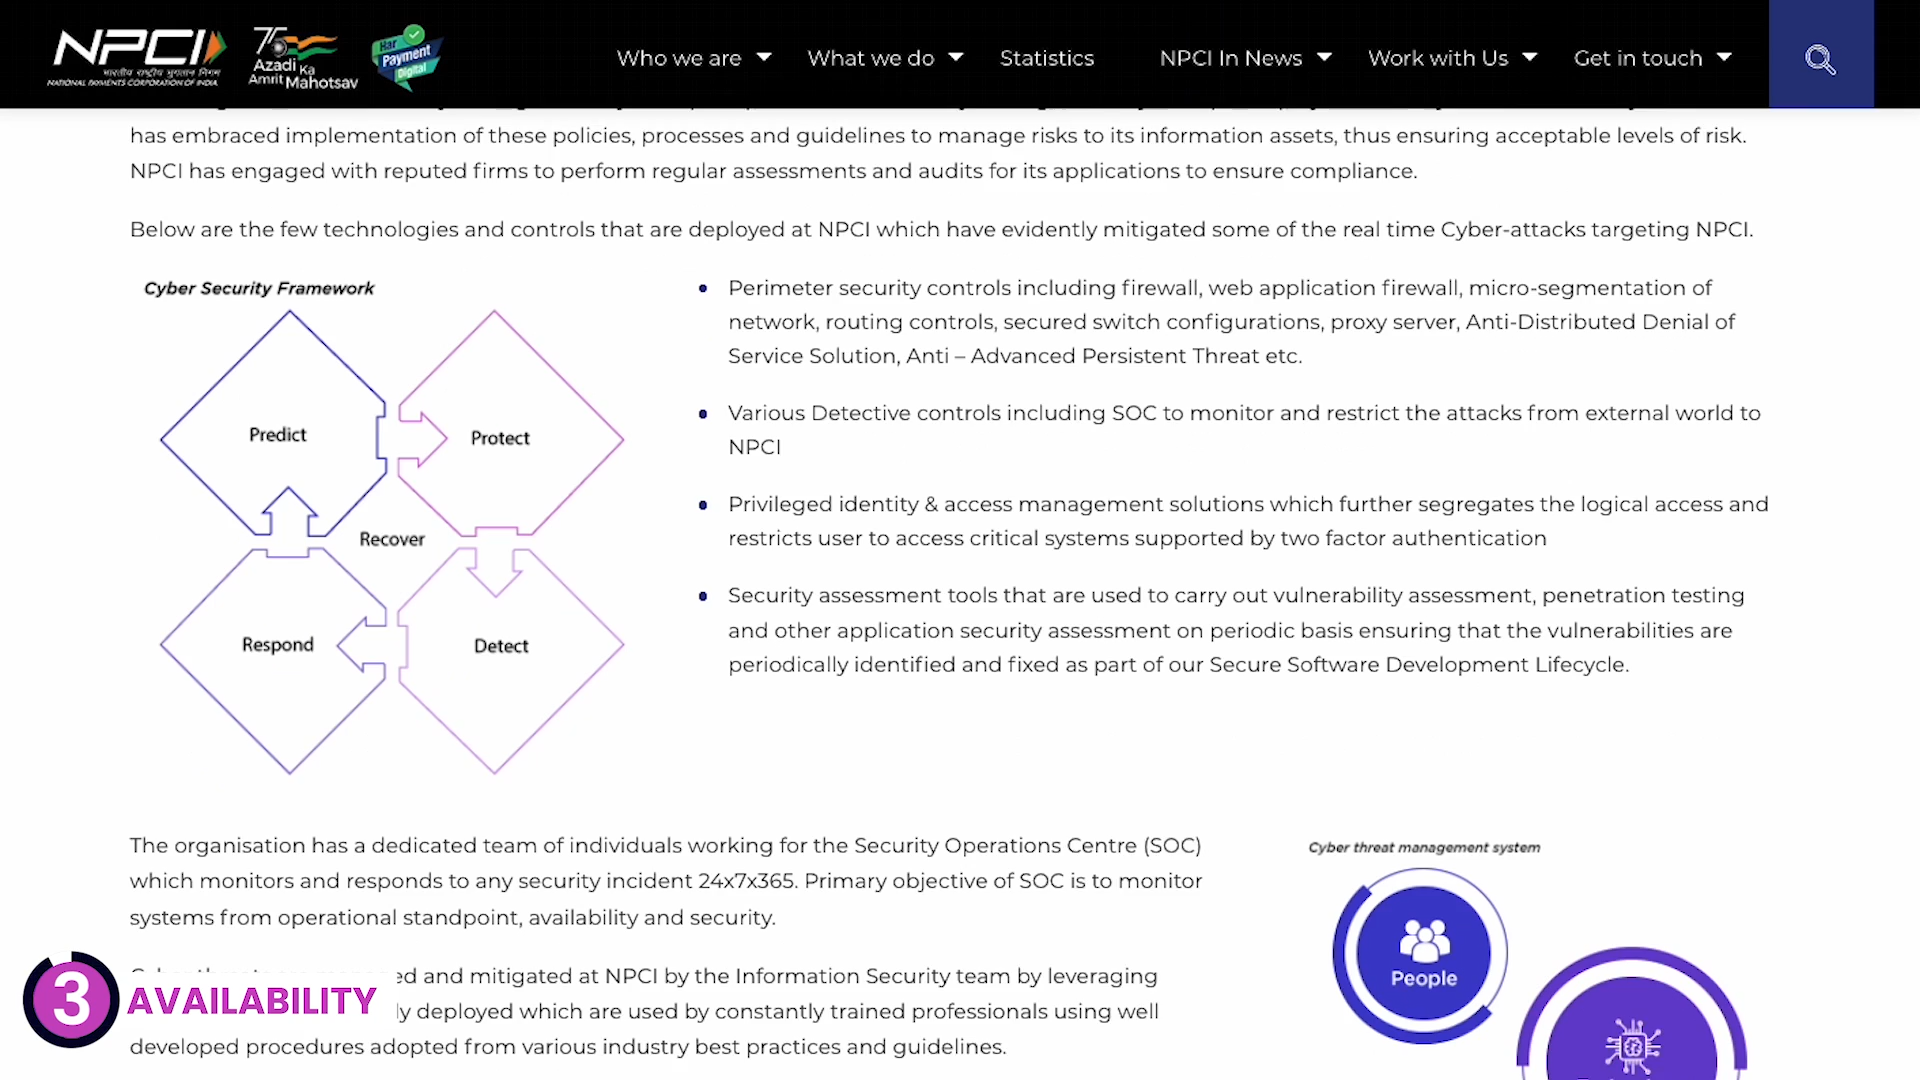 NPCI
भारतीय राष्ट्रीय भुगतान निगम
NATIONAL PAYMENTS CORPORATION OF INDIA
75
Azadi Ka
Amrit Mahotsav
Har
Payment
Digital
Who we are
What we do
Statistics
NPCI In News
Work with Us
Get in touch
has embraced implementation of these policies, processes and guidelines to manage risks to its information assets, thus ensuring acceptable levels of risk.
NPCI has engaged with reputed firms to perform regular assessments and audits for its applications to ensure compliance.
Below are the few technologies and controls that are deployed at NPCI which have evidently mitigated some of the real time Cyber-attacks targeting NPCI.
Cyber Security Framework
Predict
Protect
Recover
Respond
Detect
• Perimeter security controls including firewall, web application firewall, micro-segmentation of
network, routing controls, secured switch configurations, proxy server, Anti-Distributed Denial of
Service Solution, Anti – Advanced Persistent Threat etc.
• Various Detective controls including SOC to monitor and restrict the attacks from external world to
NPCI
• Privileged identity & access management solutions which further segregates the logical access and
restricts user to access critical systems supported by two factor authentication
• Security assessment tools that are used to carry out vulnerability assessment, penetration testing
and other application security assessment on periodic basis ensuring that the vulnerabilities are
periodically identified and fixed as part of our Secure Software Development Lifecycle.
The organisation has a dedicated team of individuals working for the Security Operations Centre (SOC)
which monitors and responds to any security incident 24x7x365. Primary objective of SOC is to monitor
systems from operational standpoint, availability and security.
ed and mitigated at NPCI by the Information Security team by leveraging
ly deployed which are used by constantly trained professionals using well
developed procedures adopted from various industry best practices and guidelines.
Cyber threat management system
People
3 AVAILABILITY